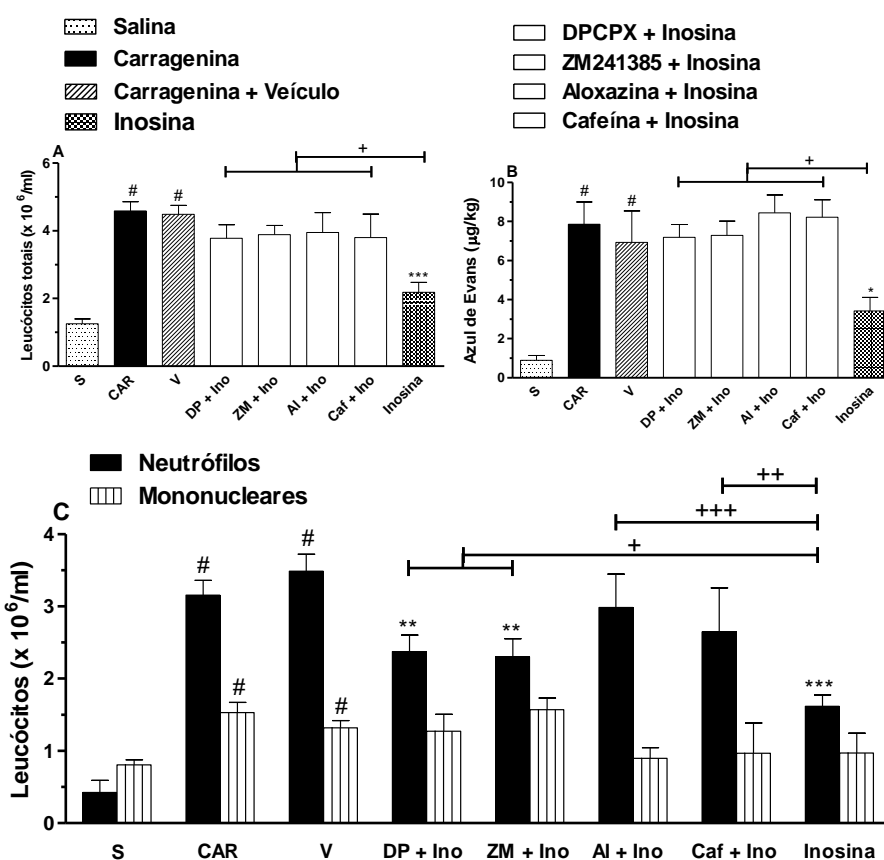 Salina
Carragenina
Carragenina + Veículo
Inosina
DPCPX + Inosina
ZM241385 + Inosina
Aloxazina + Inosina
Cafeína + Inosina
A
+
6
4
2
0
Leucócitos totais (x 10⁶/ml)
#
#
***
S
CAR
V
DP + Ino
ZM + Ino
Al + Ino
Caf + Ino
Inosina
B
+
10
8
6
4
2
0
Azul de Evans (µg/kg)
#
#
*
S
CAR
V
DP + Ino
ZM + Ino
Al + Ino
Caf + Ino
Inosina
Neutrófilos
Mononucleares
C
++
+++
+
4
3
2
1
0
Leucócitos (x 10⁶/ml)
#
#
#
#
**
**
***
S
CAR
V
DP + Ino
ZM + Ino
Al + Ino
Caf + Ino
Inosina